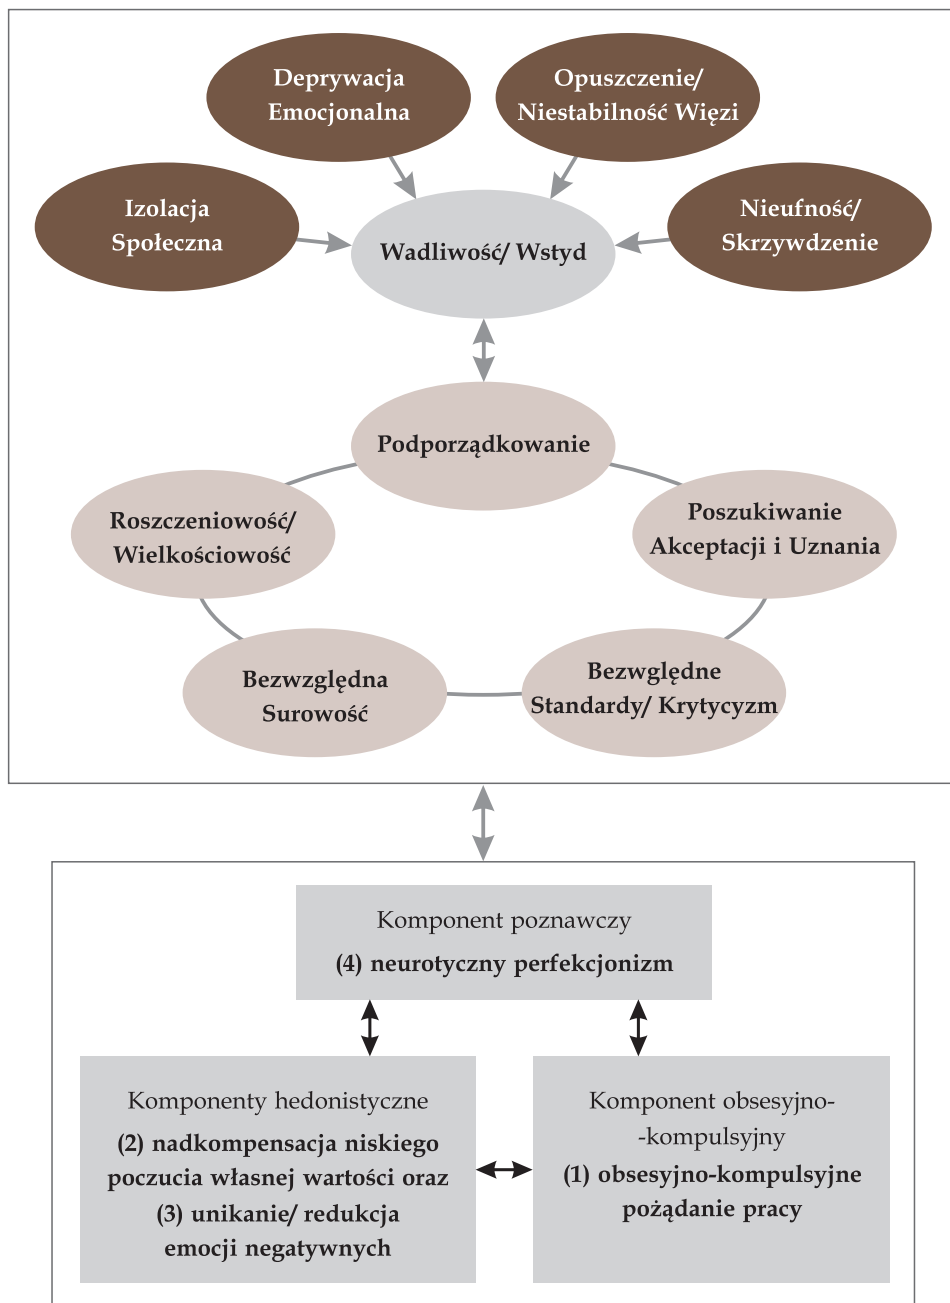 Deprywacja
Emocjonalna
Opuszczenie/
Niestabilność Więzi
Izolacja
Społeczna
Nieufność/
Skrzywdzenie
Wadliwość/ Wstyd
Podporządkowanie
Roszczeniowość/
Wielkościowość
Poszukiwanie
Akceptacji i Uznania
Bezwzględna
Surowość
Bezwględne
Standardy/ Krytycyzm
Komponent poznawczy
(4) neurotyczny perfekcjonizm
Komponenty hedonistyczne
(2) nadkompensacja niskiego
poczucia własnej wartości oraz
(3) unikanie/ redukcja
emocji negatywnych
Komponent obsesyjno-
-kompulsyjny
(1) obsesyjno-kompulsyjne
pożądanie pracy